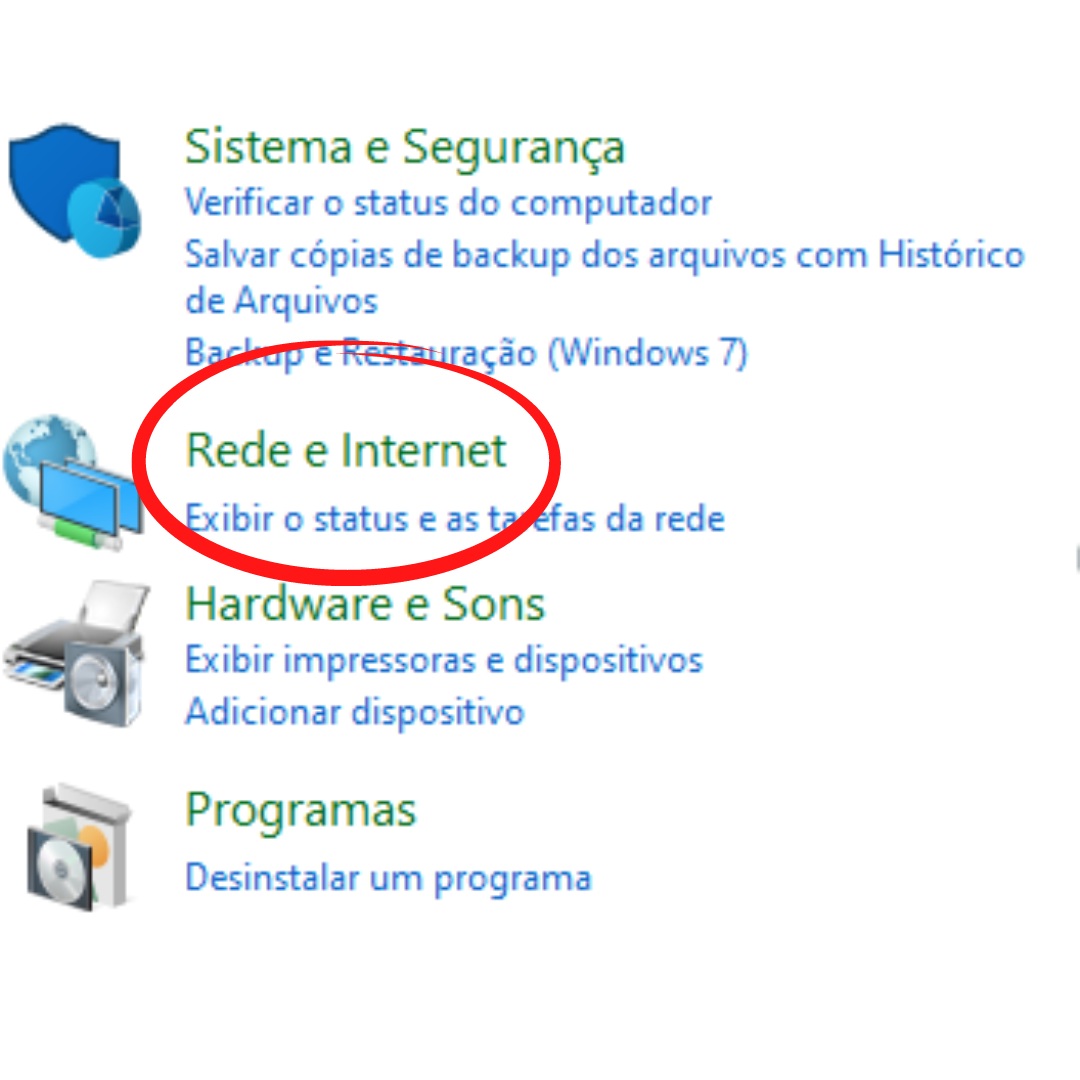 Sistema e Segurança
Verificar o status do computador
Salvar cópias de backup dos arquivos com Histórico
de Arquivos
Backup e Restauração (Windows 7)
Rede e Internet
Exibir o status e as tarefas da rede
Hardware e Sons
Exibir impressoras e dispositivos
Adicionar dispositivo
Programas
Desinstalar um programa